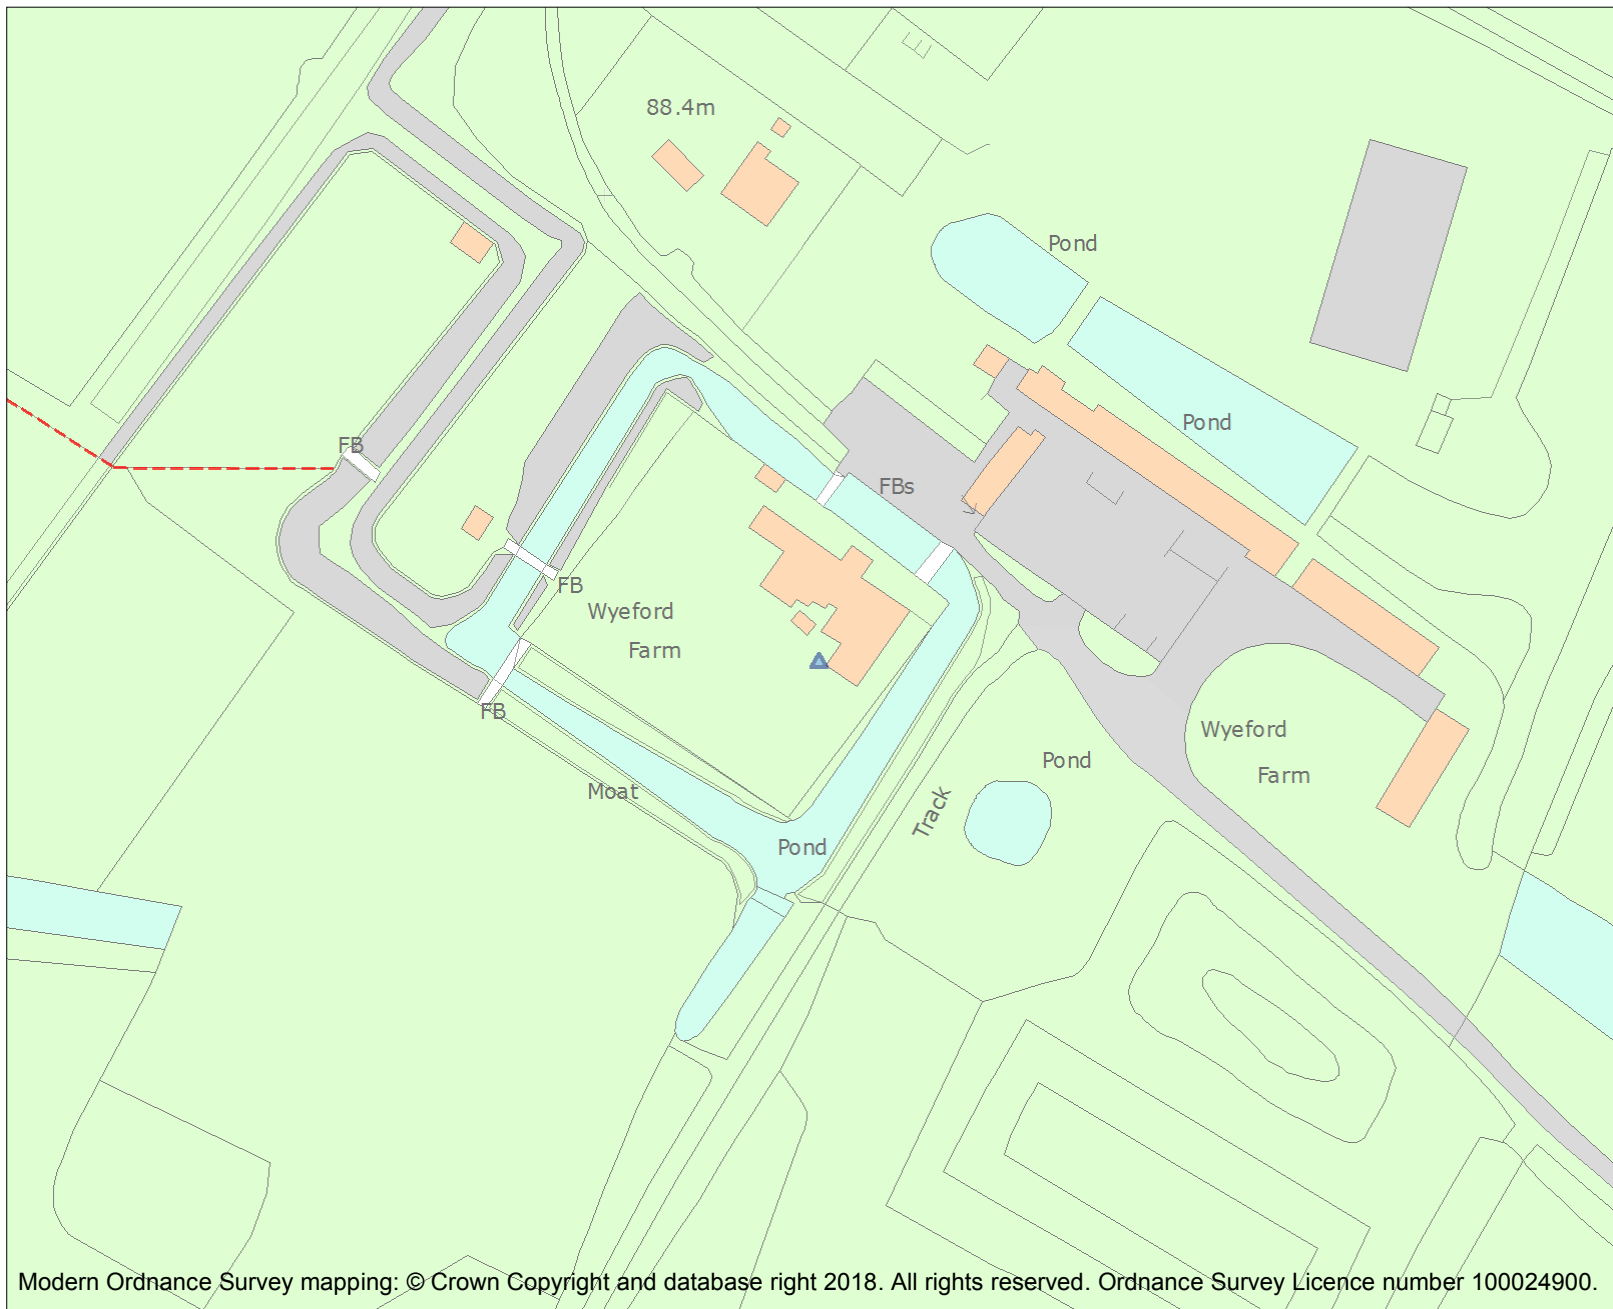 88.4m
Pond
Pond
FB
FBs
FB
Wyeford
Farm
FB
Wyeford
Farm
Pond
Moat
Track
Pond
Modern Ordnance Survey mapping: © Crown Copyright and database right 2018. All rights reserved. Ordnance Survey Licence number 100024900.